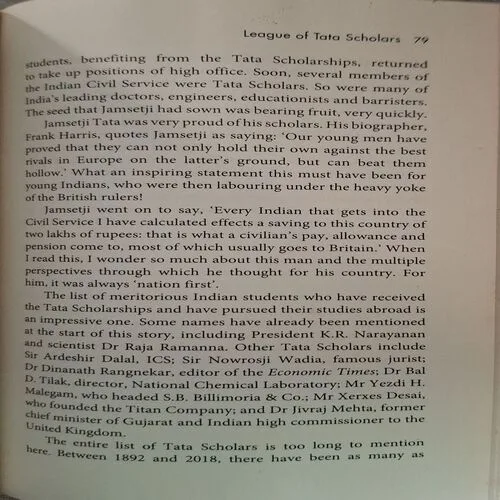 League of Tata Scholars 79
students, benefiting from the Tata Scholarships, returned
to take up positions of high office. Soon, several members of
the Indian Civil Service were Tata Scholars. So were many of
India's leading doctors, engineers, educationists and barristers.
The seed that Jamsetji had sown was bearing fruit, very quickly.
Jamsetji Tata was very proud of his scholars. His biographer,
Frank Harris, quotes Jamsetji as saying: 'Our young men have
proved that they can not only hold their own against the best
rivals in Europe on the latter's ground, but can beat them
hollow.' What an inspiring statement this must have been for
young Indians, who were then labouring under the heavy yoke
of the British rulers!
Jamsetji went on to say, 'Every Indian that gets into the
Civil Service I have calculated effects a saving to this country of
two lakhs of rupees: that is what a civilian's pay, allowance and
pension come to, most of which usually goes to Britain.' When
I read this, I wonder so much about this man and the multiple
perspectives through which he thought for his country. For
him, it was always 'nation first'.
The list of meritorious Indian students who have received
the Tata Scholarships and have pursued their studies abroad is
an impressive one. Some names have already been mentioned
at the start of this story, including President K.R. Narayanan
and scientist Dr Raja Ramanna. Other Tata Scholars include
Sir Ardeshir Dalal, ICS; Sir Nowrosji Wadia, famous jurist;
Dr Dinanath Rangnekar, editor of the Economic Times; Dr Bal
D. Tilak, director, National Chemical Laboratory; Mr Yezdi H.
Malegam, who headed S.B. Billimoria & Co.; Mr Xerxes Desai,
who founded the Titan Company; and Dr Jivraj Mehta, former
chief minister of Gujarat and Indian high commissioner to the
United Kingdom.
The entire list of Tata Scholars is too long to mention
here. Between 1892 and 2018, there have been as many as